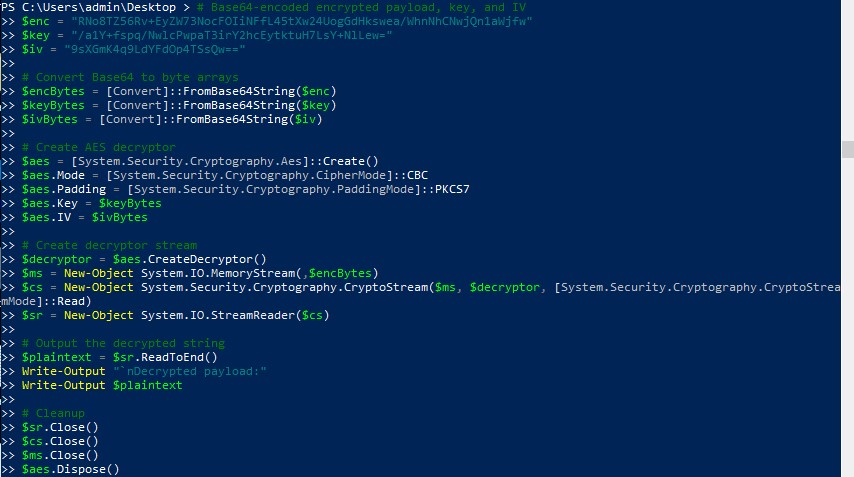 PS C:\Users\admin\Desktop > # Base64-encoded encrypted payload, key, and IV
>> $enc = "RNo8TZ56Rv+EyZW73NocFOIiNFfL45tXw24UogGdHkswea/WhnNhCNwjQn1aWjfw"
>> $key = "/a1Y+fspq/NwlcPwpaT3irY2hcEytktuH7LsY+NlLew="
>> $iv = "9sXGmK4q9LdYFdOp4TSsQw=="
>>
>> # Convert Base64 to byte arrays
>> $encBytes = [Convert]::FromBase64String($enc)
>> $keyBytes = [Convert]::FromBase64String($key)
>> $ivBytes = [Convert]::FromBase64String($iv)
>>
>> # Create AES decryptor
>> $aes = [System.Security.Cryptography.Aes]::Create()
>> $aes.Mode = [System.Security.Cryptography.CipherMode]::CBC
>> $aes.Padding = [System.Security.Cryptography.PaddingMode]::PKCS7
>> $aes.Key = $keyBytes
>> $aes.IV = $ivBytes
>>
>> # Create decryptor stream
>> $decryptor = $aes.CreateDecryptor()
>> $ms = New-Object System.IO.MemoryStream(,$encBytes)
>> $cs = New-Object System.Security.Cryptography.CryptoStream($ms, $decryptor, [System.Security.Cryptography.CryptoStrea
mMode]::Read)
>> $sr = New-Object System.IO.StreamReader($cs)
>>
>> # Output the decrypted string
>> $plaintext = $sr.ReadToEnd()
>> Write-Output "`nDecrypted payload:"
>> Write-Output $plaintext
>>
>> # Cleanup
>> $sr.Close()
>> $cs.Close()
>> $ms.Close()
>> $aes.Dispose()